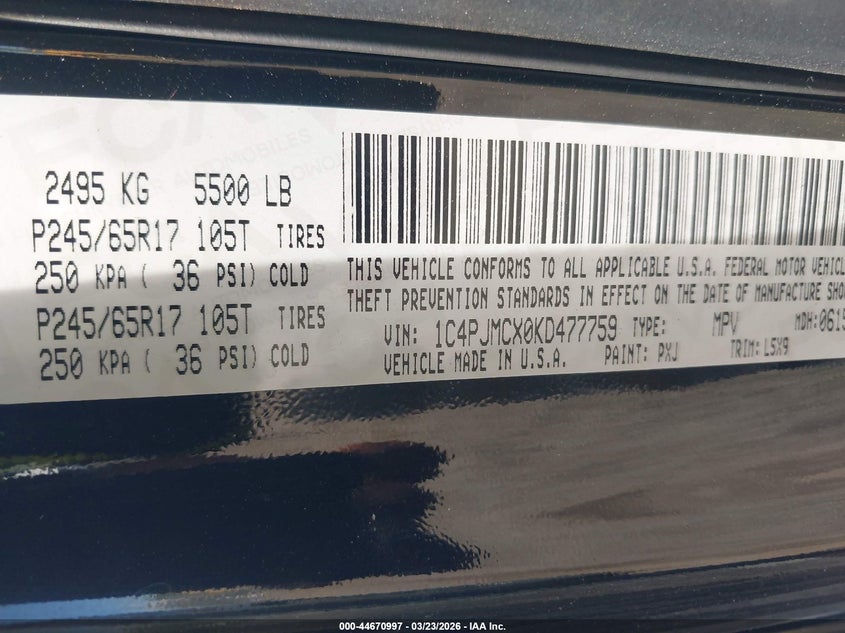 2495 KG 5500 LB
P245/65R17 105T TIRES
250 KPA ( 36 PSI) COLD
P245/65R17 105T TIRES
250 KPA ( 36 PSI) COLD
THIS VEHICLE CONFORMS TO ALL APPLICABLE U.S.A. FEDERAL MOTOR VEHICL
THEFT PREVENTION STANDARDS IN EFFECT ON THE DATE OF MANUFACTURE SHO
VIN: 1C4PJMCX0KD477759 TYPE: MPV MDH:0615
VEHICLE MADE IN U.S.A. PAINT: PXJ TRIM: L5X9
000-44670997 - 03/23/2026 - IAA Inc.